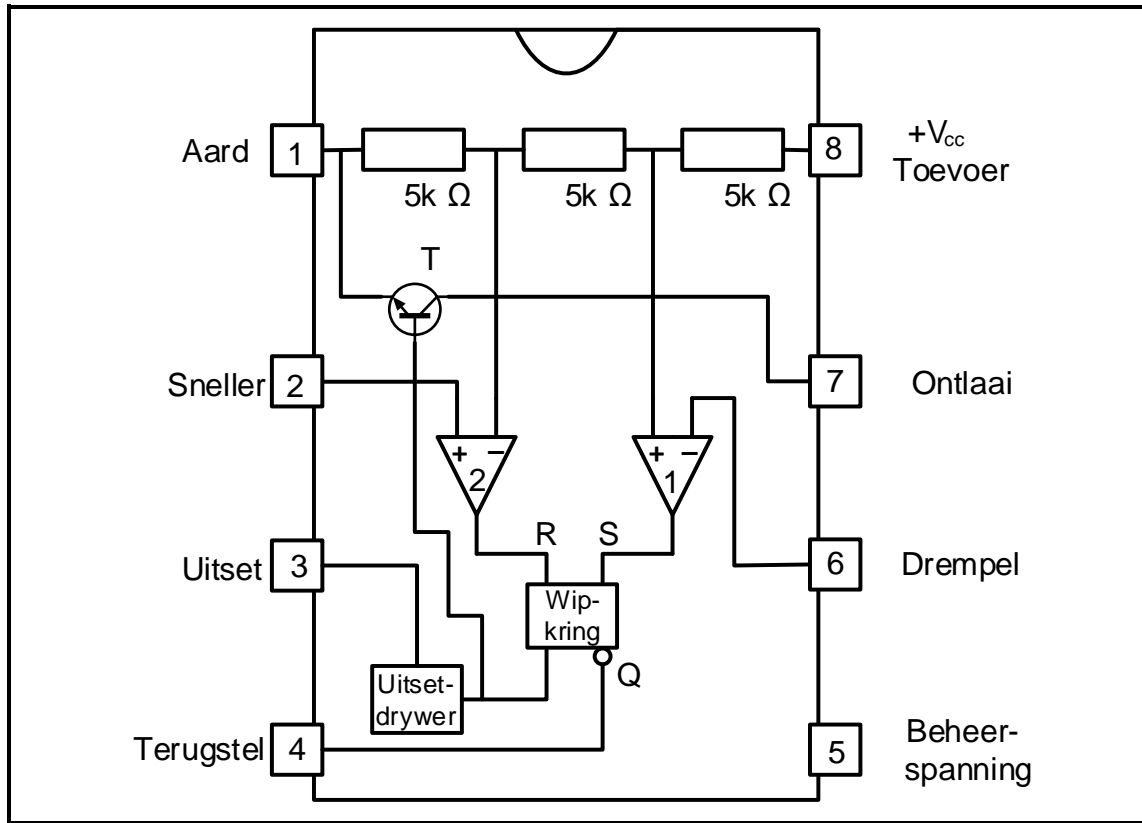 Aard
1
5k Ω
5k Ω
5k Ω
8
+Vcc
Toevoer
T
Sneller
2
7
Ontlaai
+ −
2
+ −
1
R
S
Uitset
3
6
Drempel
Wip-
kring
Q
Uitset-
drywer
Terugstel
4
5
Beheer-
spanning